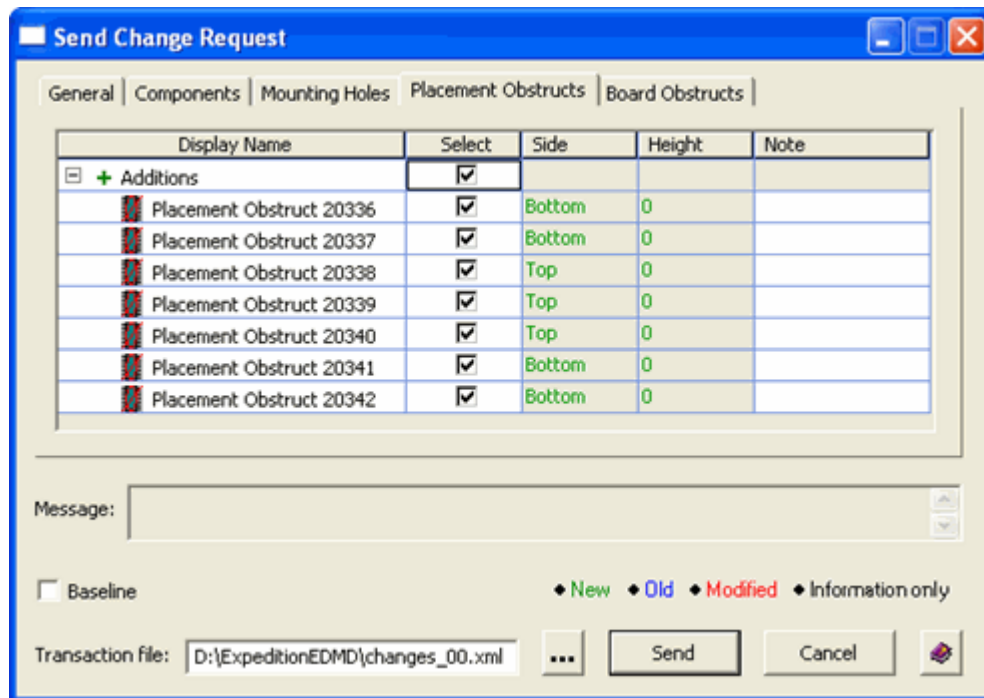 Send Change Request
General Components Mounting Holes Placement Obstructs Board Obstructs
Display Name Select Side Height Note
Additions
Placement Obstruct 20336 Bottom 0
Placement Obstruct 20337 Bottom 0
Placement Obstruct 20338 Top 0
Placement Obstruct 20339 Top 0
Placement Obstruct 20340 Top 0
Placement Obstruct 20341 Bottom 0
Placement Obstruct 20342 Bottom 0
Message:
Baseline ◆ New ◆ Old ◆ Modified ◆ Information only
Transaction file: D:\ExpeditionEDMD\changes_00.xml ... Send Cancel